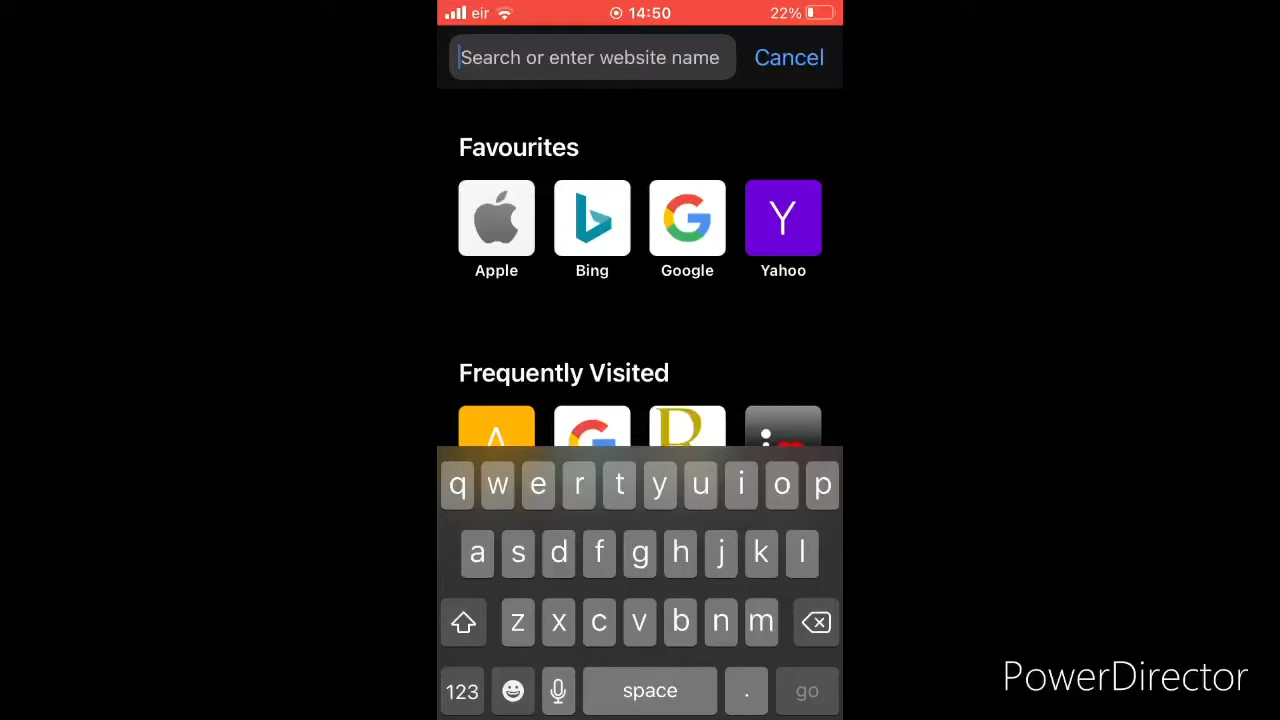 eir 14:50 22%
Search or enter website name Cancel
Favourites
Y
Apple Bing Google Yahoo
Frequently Visited
A R
q w e r t y u i o p
a s d f g h j k l
z x c v b n m
123 space . go
PowerDirector